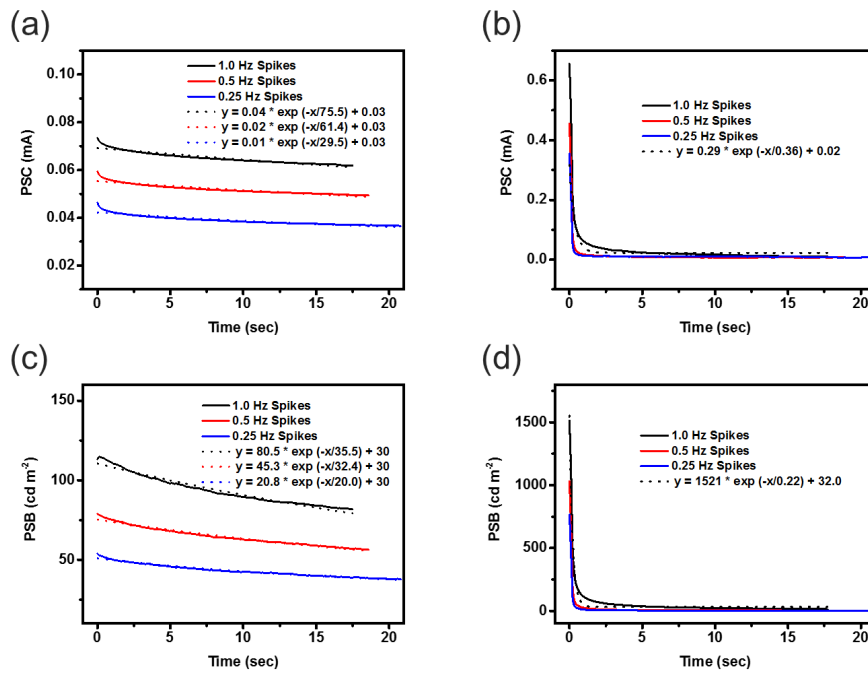 (a)
PSC (mA)
0.10
0.08
0.06
0.04
0.02
1.0 Hz Spikes
0.5 Hz Spikes
0.25 Hz Spikes
y = 0.04 * exp (-x/75.5) + 0.03
y = 0.02 * exp (-x/61.4) + 0.03
y = 0.01 * exp (-x/29.5) + 0.03
0 5 10 15 20
Time (sec)
(b)
PSC (mA)
0.6
0.4
0.2
0.0
1.0 Hz Spikes
0.5 Hz Spikes
0.25 Hz Spikes
y = 0.29 * exp (-x/0.36) + 0.02
0 5 10 15 20
Time (sec)
(c)
PSB (cd m-2)
150
100
50
1.0 Hz Spikes
0.5 Hz Spikes
0.25 Hz Spikes
y = 80.5 * exp (-x/35.5) + 30
y = 45.3 * exp (-x/32.4) + 30
y = 20.8 * exp (-x/20.0) + 30
0 5 10 15 20
Time (sec)
(d)
PSB (cd m-2)
1500
1000
500
0
1.0 Hz Spikes
0.5 Hz Spikes
0.25 Hz Spikes
y = 1521 * exp (-x/0.22) + 32.0
0 5 10 15 20
Time (sec)